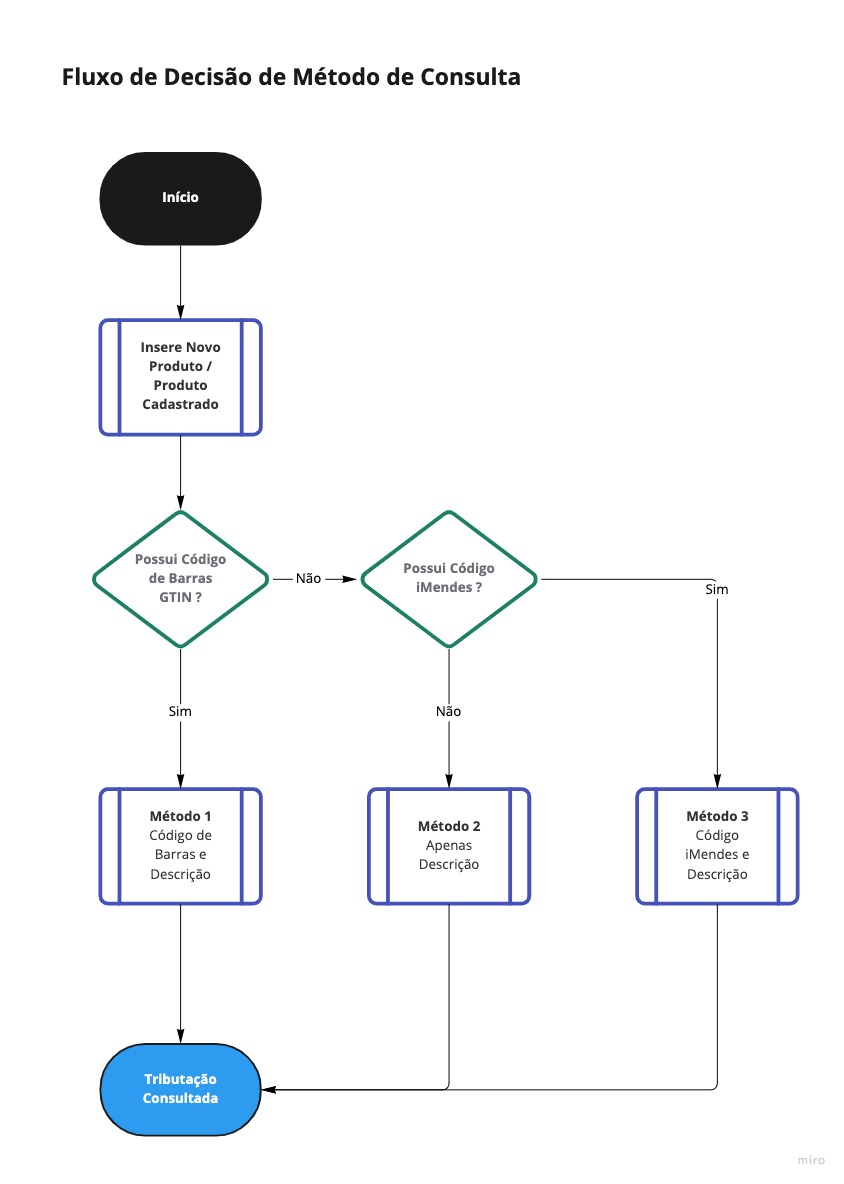 Fluxo de Decisão de Método de Consulta
Início
Insere Novo
Produto /
Produto
Cadastrado
Possui Código
de Barras
GTIN ?
Não
Possui Código
iMendes ?
Sim
Sim
Não
Método 1
Código de
Barras e
Descrição
Método 2
Apenas
Descrição
Método 3
Código
iMendes e
Descrição
Tributação
Consultada
miro